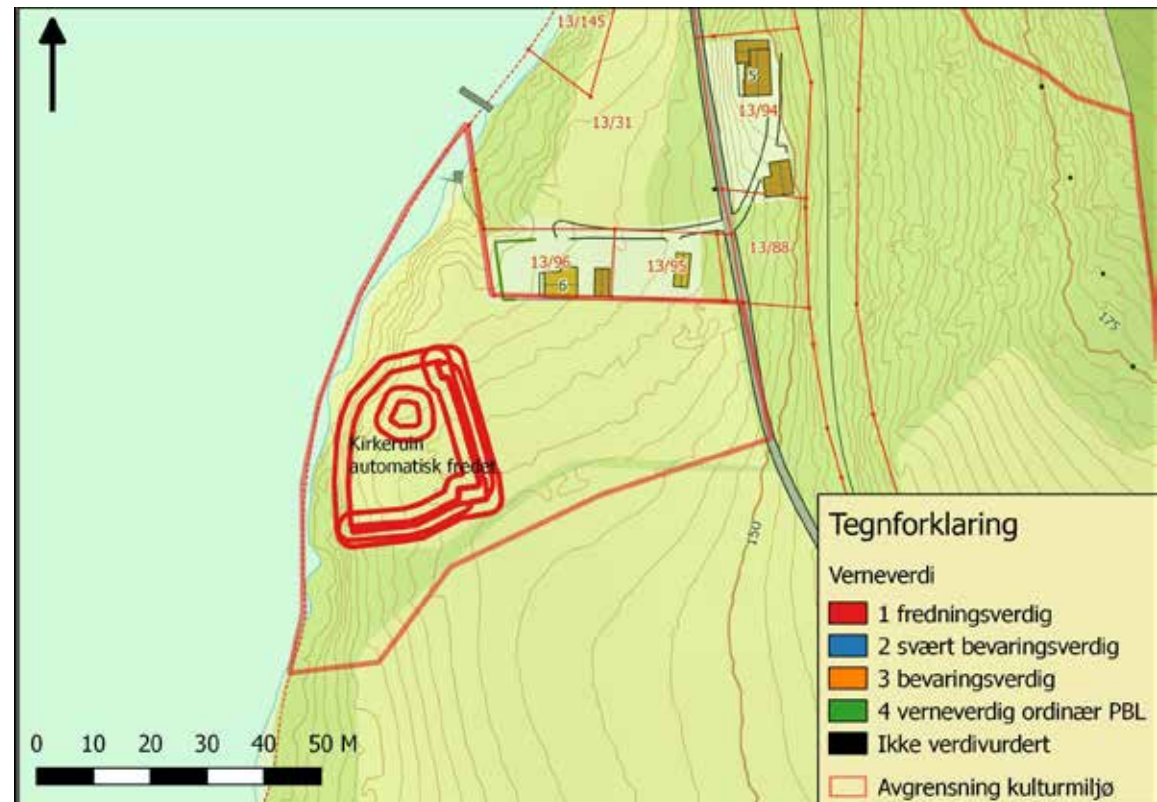 13/145
5
13/94
13/31
13/88
13/96
13/95
6
175
Kirkeruin
automatisk fredet
150
Tegnforklaring
Verneverdi
1 fredningsverdig
2 svært bevaringsverdig
3 bevaringsverdig
4 verneverdig ordinær PBL
Ikke verdivurdert
Avgrensning kulturmiljø
0 10 20 30 40 50 M